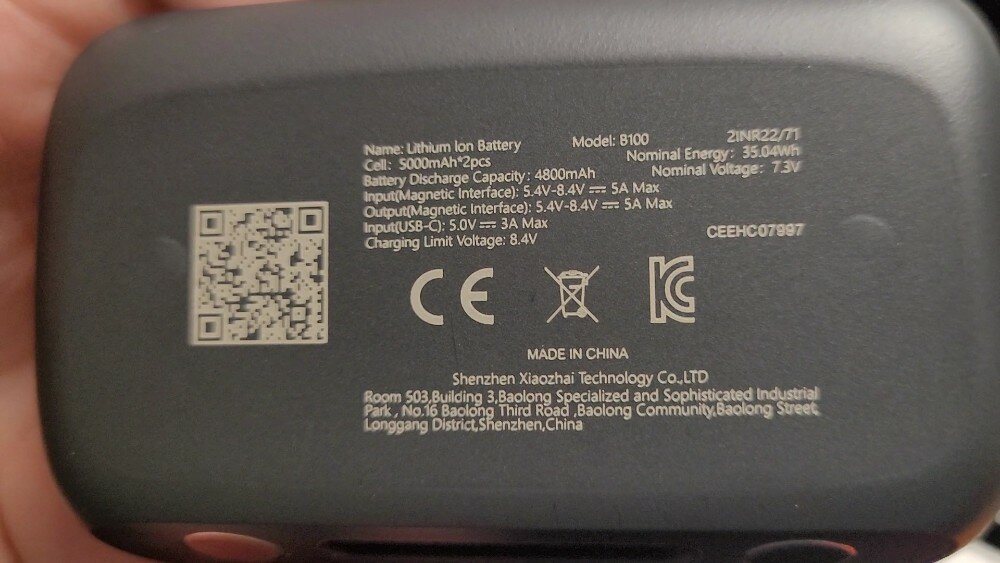 Name: Lithium Ion Battery Model: B100 2INR22/71
Cell: 5000mAh*2pcs Nominal Energy: 35.04Wh
Battery Discharge Capacity: 4800mAh Nominal Voltage: 7.3V
Input(Magnetic Interface): 5.4V-8.4V ⎓ 5A Max
Output(Magnetic Interface): 5.4V-8.4V ⎓ 5A Max
Input(USB-C): 5.0V ⎓ 3A Max
CEEHC07997
Charging Limit Voltage: 8.4V
CE
KC
MADE IN CHINA
Shenzhen Xiaozhai Technology Co.,LTD
Room 503,Building 3,Baolong Specialized and Sophisticated Industrial
Park , No.16 Baolong Third Road ,Baolong Community,Baolong Street,
Longgang District,Shenzhen,China